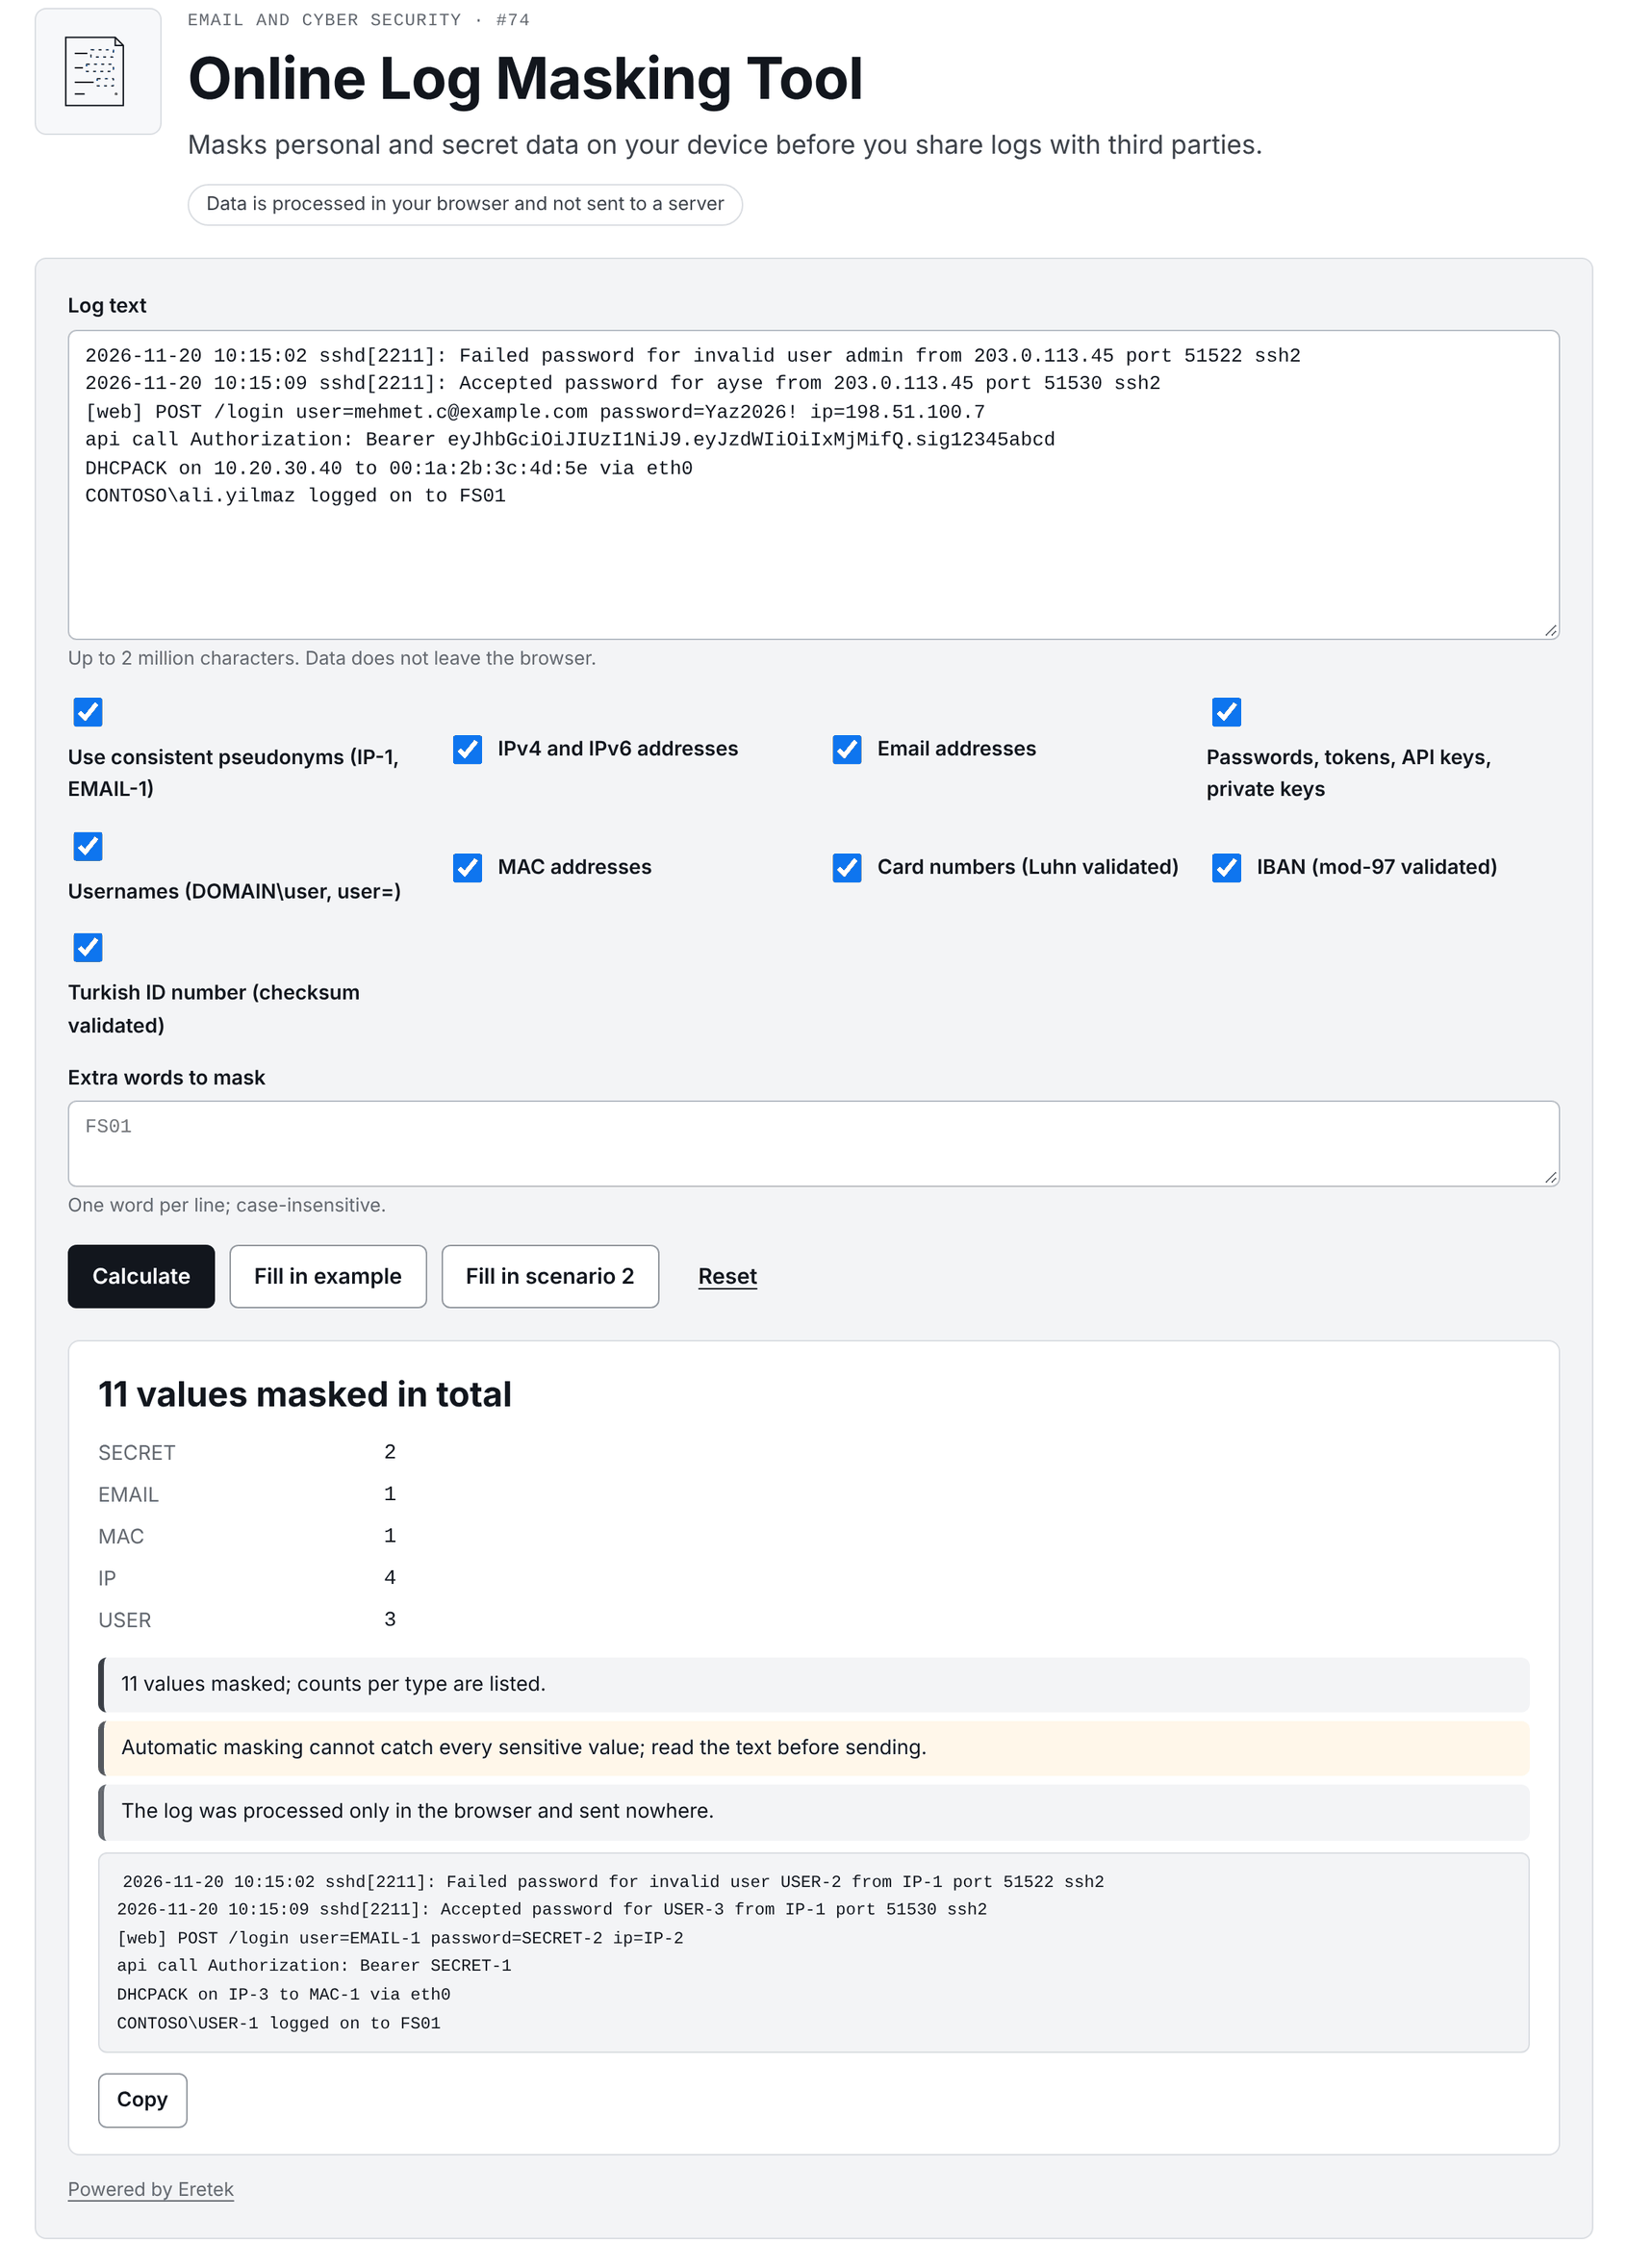 EMAIL AND CYBER SECURITY · #74
Online Log Masking Tool
Masks personal and secret data on your device before you share logs with third parties.
Data is processed in your browser and not sent to a server
Log text
2026-11-20 10:15:02 sshd[2211]: Failed password for invalid user admin from 203.0.113.45 port 51522 ssh2
2026-11-20 10:15:09 sshd[2211]: Accepted password for ayse from 203.0.113.45 port 51530 ssh2
[web] POST /login user=mehmet.c@example.com password=Yaz2026! ip=198.51.100.7
api call Authorization: Bearer eyJhbGciOiJIUzI1NiJ9.eyJzdWIiOiIxMjMifQ.sig12345abcd
DHCPACK on 10.20.30.40 to 00:1a:2b:3c:4d:5e via eth0
CONTOSO\ali.yilmaz logged on to FS01
Up to 2 million characters. Data does not leave the browser.
Use consistent pseudonyms (IP-1,
EMAIL-1)
IPv4 and IPv6 addresses
Email addresses
Passwords, tokens, API keys,
private keys
Usernames (DOMAIN\user, user=)
MAC addresses
Card numbers (Luhn validated)
IBAN (mod-97 validated)
Turkish ID number (checksum
validated)
Extra words to mask
FS01
One word per line; case-insensitive.
Calculate
Fill in example
Fill in scenario 2
Reset
11 values masked in total
SECRET 2
EMAIL 1
MAC 1
IP 4
USER 3
11 values masked; counts per type are listed.
Automatic masking cannot catch every sensitive value; read the text before sending.
The log was processed only in the browser and sent nowhere.
2026-11-20 10:15:02 sshd[2211]: Failed password for invalid user USER-2 from IP-1 port 51522 ssh2
2026-11-20 10:15:09 sshd[2211]: Accepted password for USER-3 from IP-1 port 51530 ssh2
[web] POST /login user=EMAIL-1 password=SECRET-2 ip=IP-2
api call Authorization: Bearer SECRET-1
DHCPACK on IP-3 to MAC-1 via eth0
CONTOSO\USER-1 logged on to FS01
Copy
Powered by Eretek